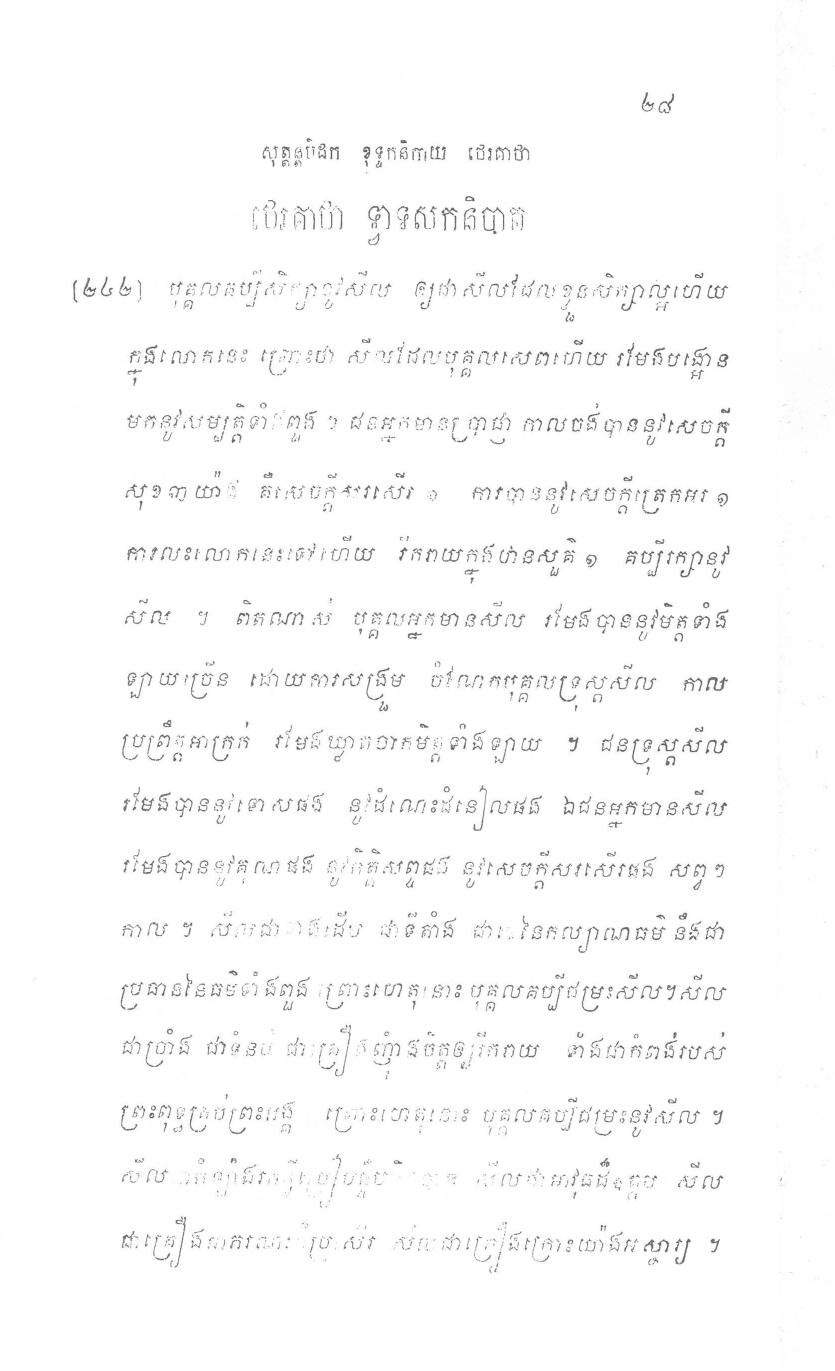 ២៨
សុត្តន្តបិដក ខុទ្ទកនិកាយ ថេរគាថា
ថេរគាថា ទ្វាទសកនិបាត
[២៤២] បុគ្គលគប្បីសិក្សានូវសីល ឲ្យជាសីលដែលខ្លួនសិក្សាល្អហើយ
ក្នុងលោកនេះ ព្រោះថា សីលដែលបុគ្គលសេពហើយ រមែងបង្អោន
មកនូវសម្បត្តិទាំងពួង ។ ជនអ្នកមានប្រាជ្ញា កាលចង់បាននូវសេចក្តី
សុខ៣យ៉ាង គឺសេចក្តីសរសើរ ១ ការបាននូវសេចក្តីត្រេកអរ ១
ការលះលោកនេះទៅហើយ រីករាយក្នុងឋានសួគ៌ ១ គប្បីរក្សានូវ
សីល ។ ពិតណាស់ បុគ្គលអ្នកមានសីល រមែងបាននូវមិត្តទាំង
ឡាយច្រើន ដោយការសង្រួម ចំណែកបុគ្គលទ្រុស្តសីល កាល
ប្រព្រឹត្តអាក្រក់ រមែងឃ្លាតចាកមិត្តទាំងឡាយ ។ ជនទ្រុស្តសីល
រមែងបាននូវទោសផង នូវដំណេះដំនៀលផង ឯជនអ្នកមានសីល
រមែងបាននូវគុណផង នូវកិត្តិសព្ទផង នូវសេចក្តីសរសើរផង សព្វៗ
កាល ។ សីលជាខាងដើម ជាទីតាំង ជា នៃកល្យាណធម៌ នឹងជា
ប្រធាននៃធម៌ទាំងពួង ព្រោះហេតុនោះ បុគ្គលគប្បីជម្រះសីល។សីល
ជាប្រាំង ជាទំនប់ ជាគ្រឿងញ៉ាំងចិត្តឲ្យរីករាយ ទាំងជាកំពង់របស់
ព្រះពុទ្ធគ្រប់ព្រះអង្គ ព្រោះហេតុនោះ បុគ្គលគប្បីជម្រះនូវសីល ។
សីល សីលជាអាវុធដ៏ឧត្តម សីល
ជាគ្រឿងអាភរណៈដ៏ប្រសើរ សីលជាគ្រឿងក្រោះយ៉ាងអស្ចារ្យ ។